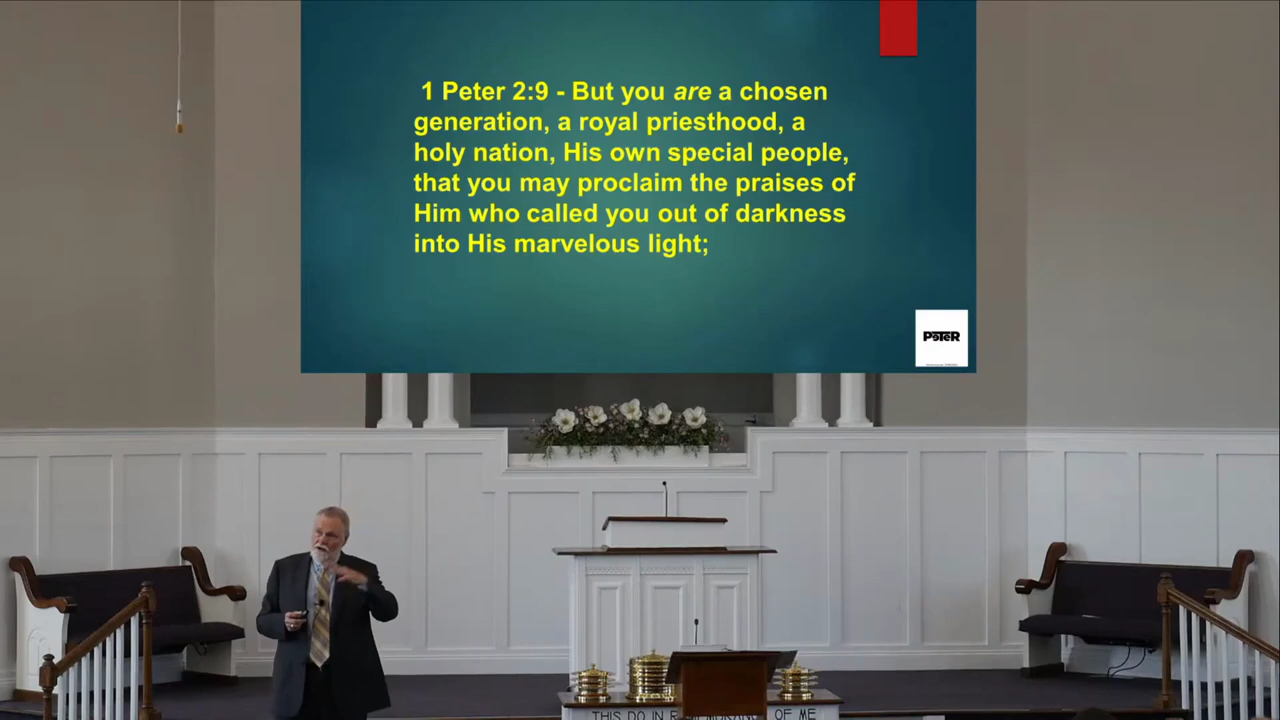 1 Peter 2:9 - But you are a chosen
generation, a royal priesthood, a
holy nation, His own special people,
that you may proclaim the praises of
Him who called you out of darkness
into His marvelous light;
PeTeR
THIS DO IN R OF ME